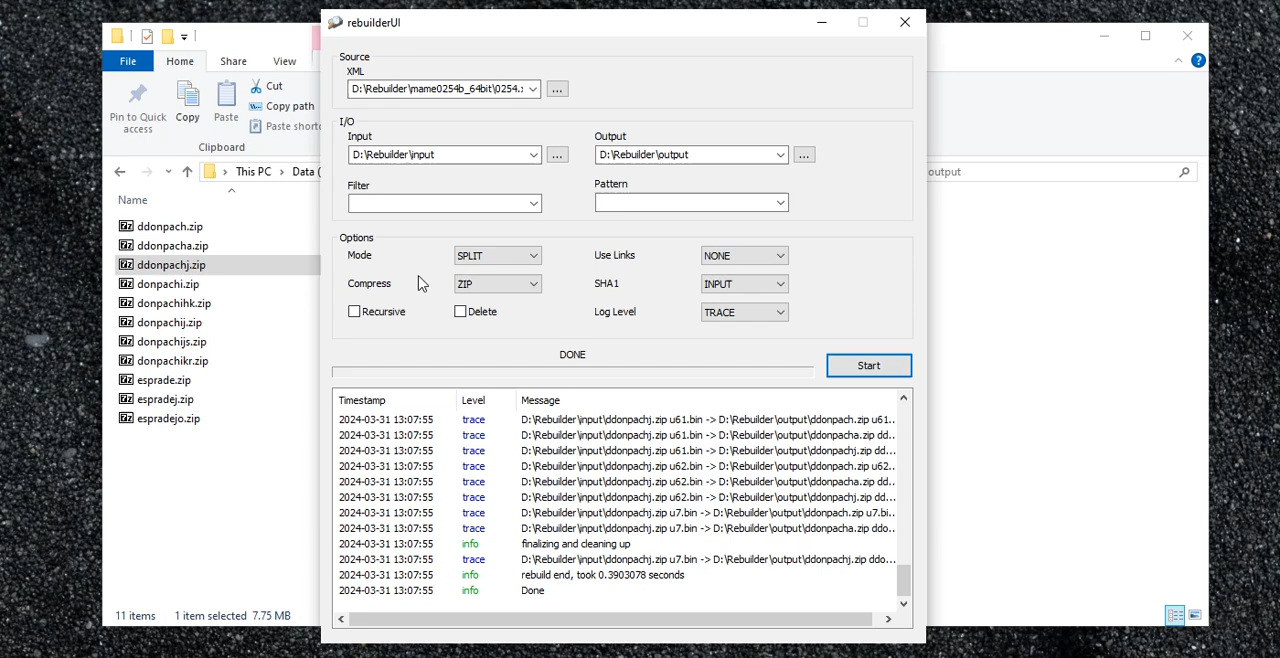 rebuilderUI
File
Home
Share
View
Pin to Quick access
Copy
Paste
Cut
Copy path
Paste shortc
Clipboard
This PC
Data (
output
Name
ddonpach.zip
ddonpacha.zip
ddonpachj.zip
donpachi.zip
donpachihk.zip
donpachij.zip
donpachijs.zip
donpachikr.zip
esprade.zip
espradej.zip
espradejo.zip
11 items
1 item selected 7.75 MB
Source
XML
D:\Rebuilder\mame0254b_64bit\0254.x
...
I/O
Input
Output
D:\Rebuilder\input
...
D:\Rebuilder\output
...
Filter
Pattern
Options
Mode
SPLIT
Use Links
NONE
Compress
ZIP
SHA1
INPUT
Recursive
Delete
Log Level
TRACE
DONE
Start
Timestamp Level Message
2024-03-31 13:07:55 trace D:\Rebuilder\input\ddonpachj.zip u61.bin -> D:\Rebuilder\output\ddonpach.zip u61...
2024-03-31 13:07:55 trace D:\Rebuilder\input\ddonpachj.zip u61.bin -> D:\Rebuilder\output\ddonpacha.zip dd...
2024-03-31 13:07:55 trace D:\Rebuilder\input\ddonpachj.zip u61.bin -> D:\Rebuilder\output\ddonpachj.zip dd...
2024-03-31 13:07:55 trace D:\Rebuilder\input\ddonpachj.zip u62.bin -> D:\Rebuilder\output\ddonpach.zip u62...
2024-03-31 13:07:55 trace D:\Rebuilder\input\ddonpachj.zip u62.bin -> D:\Rebuilder\output\ddonpacha.zip dd...
2024-03-31 13:07:55 trace D:\Rebuilder\input\ddonpachj.zip u62.bin -> D:\Rebuilder\output\ddonpachj.zip dd...
2024-03-31 13:07:55 trace D:\Rebuilder\input\ddonpachj.zip u7.bin -> D:\Rebuilder\output\ddonpach.zip u7.bi...
2024-03-31 13:07:55 trace D:\Rebuilder\input\ddonpachj.zip u7.bin -> D:\Rebuilder\output\ddonpacha.zip ddo...
2024-03-31 13:07:55 info finalizing and cleaning up
2024-03-31 13:07:55 trace D:\Rebuilder\input\ddonpachj.zip u7.bin -> D:\Rebuilder\output\ddonpachj.zip ddo...
2024-03-31 13:07:55 info rebuild end, took 0.3903078 seconds
2024-03-31 13:07:55 info Done